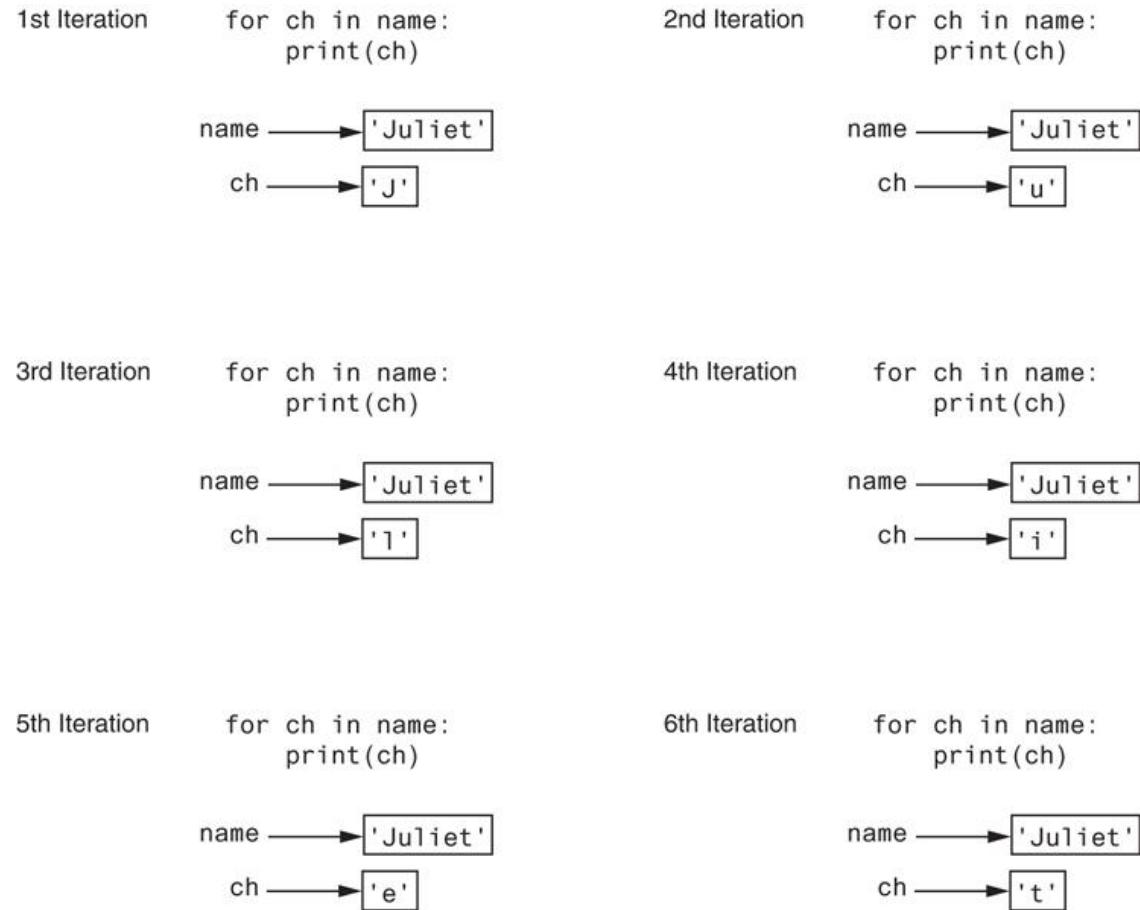 1st Iteration
for ch in name:
    print(ch)
name
'Juliet'
ch
'J'
2nd Iteration
for ch in name:
    print(ch)
name
'Juliet'
ch
'u'
3rd Iteration
for ch in name:
    print(ch)
name
'Juliet'
ch
'l'
4th Iteration
for ch in name:
    print(ch)
name
'Juliet'
ch
'i'
5th Iteration
for ch in name:
    print(ch)
name
'Juliet'
ch
'e'
6th Iteration
for ch in name:
    print(ch)
name
'Juliet'
ch
't'